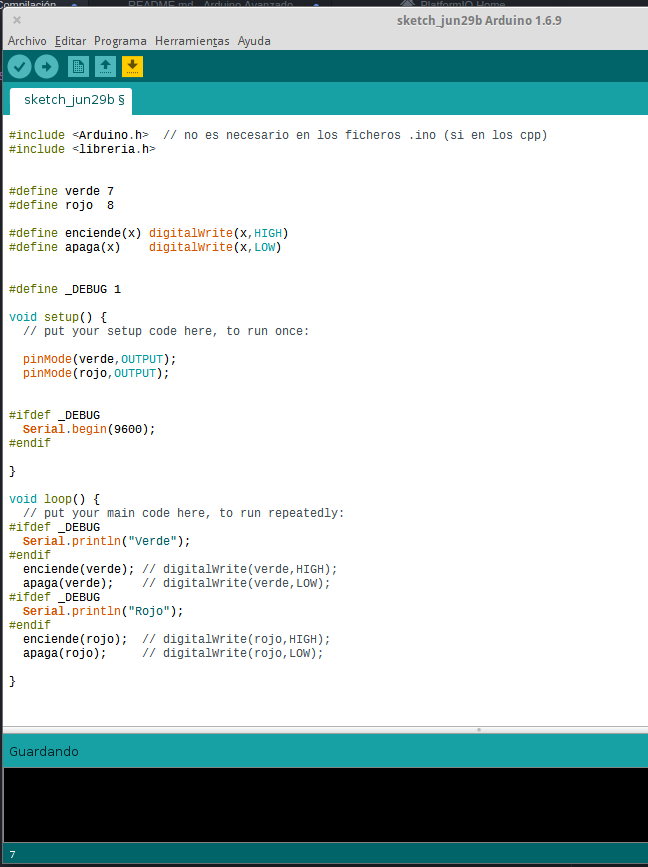 Compilación
README.md - Arduino Avanzado
PlatformIO Home
sketch_jun29b Arduino 1.6.9
Archivo Editar Programa Herramientas Ayuda
sketch_jun29b §
#include <Arduino.h>  // no es necesario en los ficheros .ino (si en los cpp)
#include <libreria.h>
#define verde 7
#define rojo  8
#define enciende(x) digitalWrite(x,HIGH)
#define apaga(x)    digitalWrite(x,LOW)
#define _DEBUG 1
void setup() {
  // put your setup code here, to run once:
  pinMode(verde,OUTPUT);
  pinMode(rojo,OUTPUT);
#ifdef _DEBUG
  Serial.begin(9600);
#endif
}
void loop() {
  // put your main code here, to run repeatedly:
#ifdef _DEBUG
  Serial.println("Verde");
#endif
  enciende(verde); // digitalWrite(verde,HIGH);
  apaga(verde);    // digitalWrite(verde,LOW);
#ifdef _DEBUG
  Serial.println("Rojo");
#endif
  enciende(rojo);  // digitalWrite(rojo,HIGH);
  apaga(rojo);     // digitalWrite(rojo,LOW);
}
Guardando
7